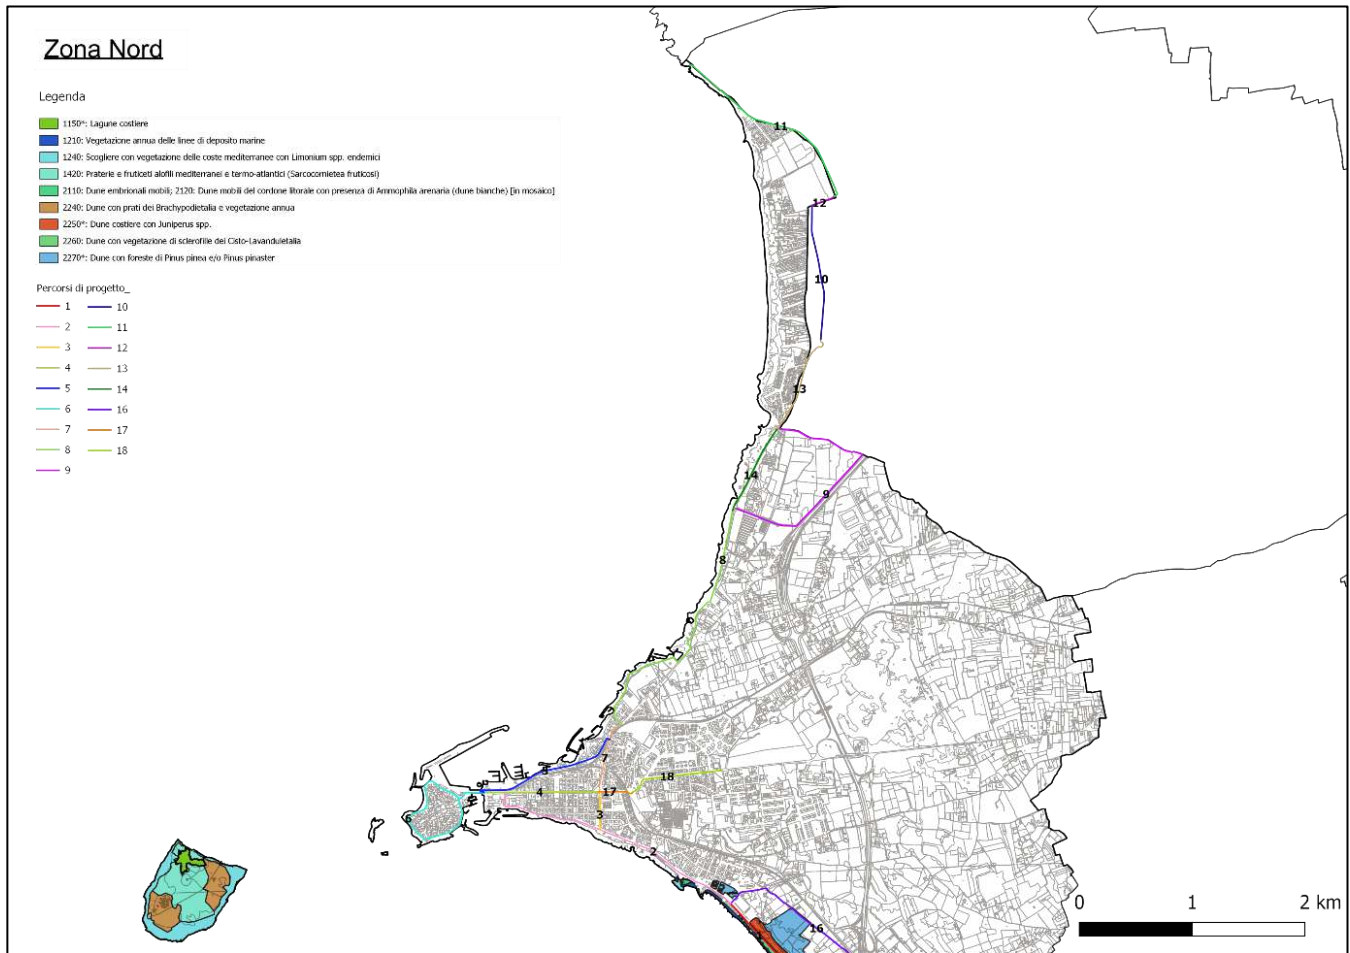 Zona Nord
Legenda
1150*: Lagune costiere
1210: Vegetazione annua delle linee di deposito marine
1240: Scogliere con vegetazione delle coste mediterranee con Limonium spp. endemici
1420: Praterie e fruticeti alofili mediterranei e termo-atlantici (Sarcocornietea fruticosi)
2110: Dune embrionali mobili; 2120: Dune mobili del cordone litorale con presenza di Ammophila arenaria (dune bianche) [in mosaico]
2240: Dune con prati dei Brachypodietalia e vegetazione annua
2250*: Dune costiere con Juniperus spp.
2260: Dune con vegetazione di sclerofille dei Cisto-Lavanduletalia
2270*: Dune con foreste di Pinus pinea e/o Pinus pinaster
Percorsi di progetto_
1 10
2 11
3 12
4 13
5 14
6 16
7 17
8 18
9
11
12
10
13
14
9
8
7
5
18
4
17
6
3
2
16
1
0 1 2 km